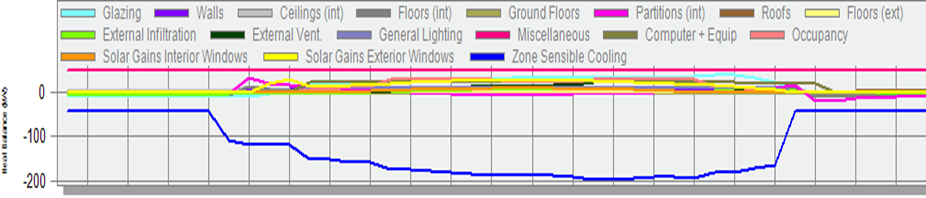 Glazing Walls Ceilings (int) Floors (int) Ground Floors Partitions (int) Roofs Floors (ext)
External Infiltration External Vent. General Lighting Miscellaneous Computer + Equip Occupancy
Solar Gains Interior Windows Solar Gains Exterior Windows Zone Sensible Cooling
Heat Balance (kW)
0
-100
-200